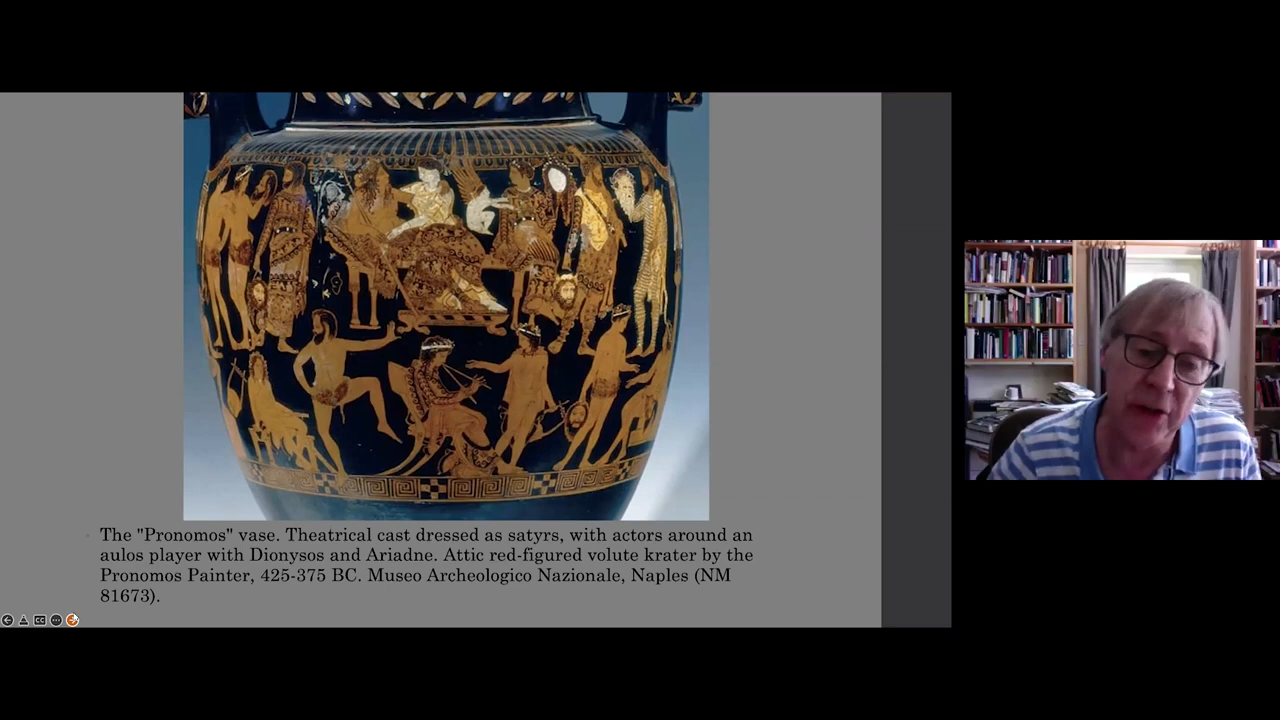 The "Pronomos" vase. Theatrical cast dressed as satyrs, with actors around an
aulos player with Dionysos and Ariadne. Attic red-figured volute krater by the
Pronomos Painter, 425-375 BC. Museo Archeologico Nazionale, Naples (NM
81673).
CC